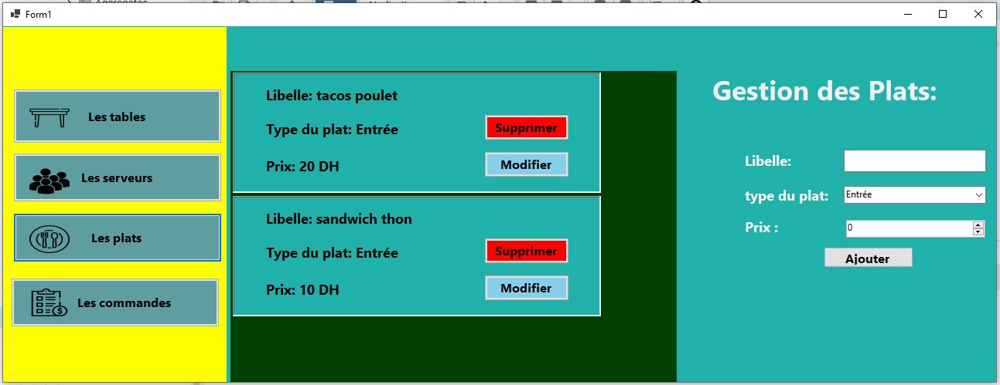 Form1
Les tables
Les serveurs
Les plats
Les commandes
Libelle: tacos poulet
Type du plat: Entrée
Prix: 20 DH
Supprimer
Modifier
Libelle: sandwich thon
Type du plat: Entrée
Prix: 10 DH
Supprimer
Modifier
Gestion des Plats:
Libelle:
type du plat: Entrée
Prix : 0
Ajouter